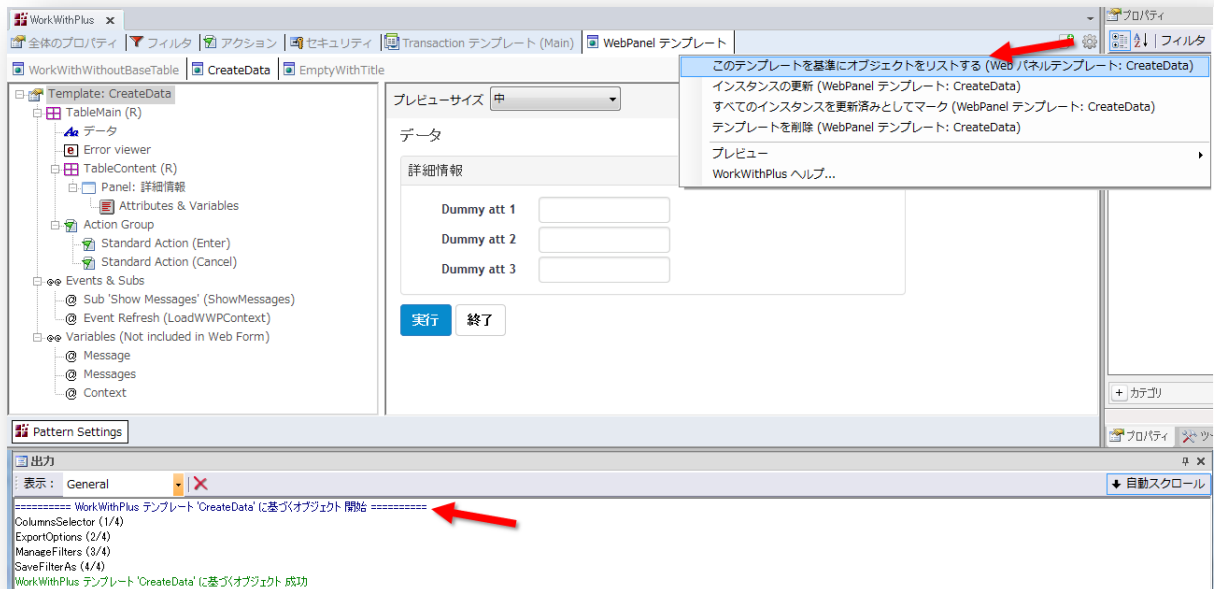 WorkWithPlus x
プロパティ
全体のプロパティ フィルタ アクション セキュリティ Transaction テンプレート (Main) WebPanel テンプレート
フィルタ
WorkWithWithoutBaseTable CreateData EmptyWithTitle
このテンプレートを基準にオブジェクトをリストする (Web パネルテンプレート: CreateData)
インスタンスの更新 (WebPanel テンプレート: CreateData)
すべてのインスタンスを更新済みとしてマーク (WebPanel テンプレート: CreateData)
テンプレートを削除 (WebPanel テンプレート: CreateData)
プレビュー
WorkWithPlus ヘルプ...
Template: CreateData
TableMain (R)
データ
Error viewer
TableContent (R)
Panel: 詳細情報
Attributes & Variables
Action Group
Standard Action (Enter)
Standard Action (Cancel)
Events & Subs
Sub 'Show Messages' (ShowMessages)
Event Refresh (LoadWWPContext)
Variables (Not included in Web Form)
Message
Messages
Context
プレビューサイズ 中
データ
詳細情報
Dummy att 1
Dummy att 2
Dummy att 3
実行 終了
カテゴリ
Pattern Settings
プロパティ ツー
出力
表示： General
自動スクロール
========== WorkWithPlus テンプレート 'CreateData' に基づくオブジェクト 開始 ==========
ColumnsSelector (1/4)
ExportOptions (2/4)
ManageFilters (3/4)
SaveFilterAs (4/4)
WorkWithPlus テンプレート 'CreateData' に基づくオブジェクト 成功